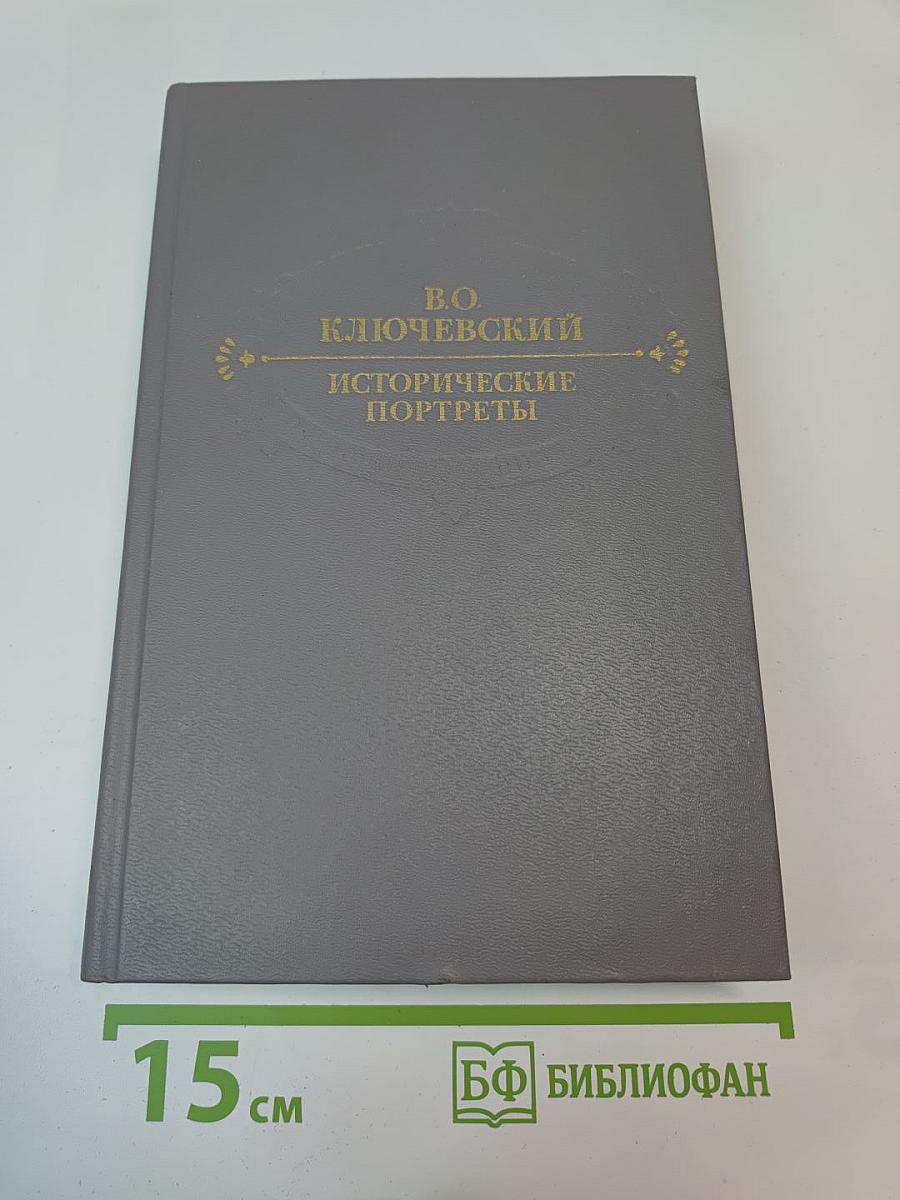 В.О.
КЛЮЧЕВСКИЙ
ИСТОРИЧЕСКИЕ
ПОРТРЕТЫ
15 см
БФ БИБЛИОФАН